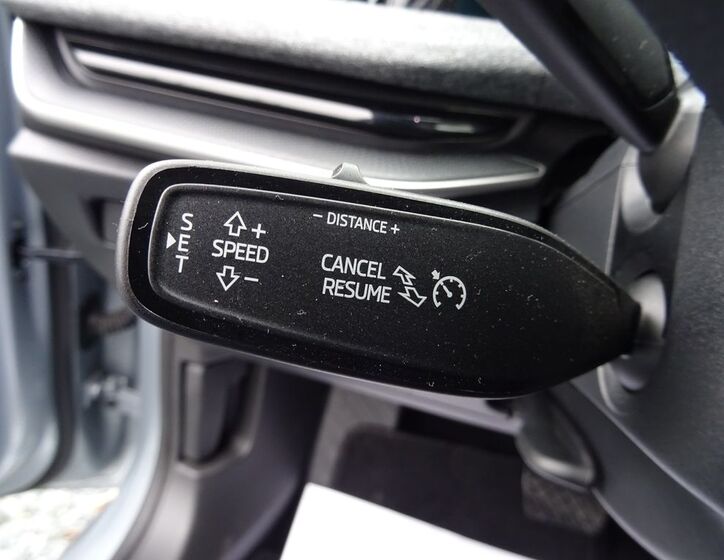 SET
SPEED +
-
- DISTANCE +
CANCEL
RESUME